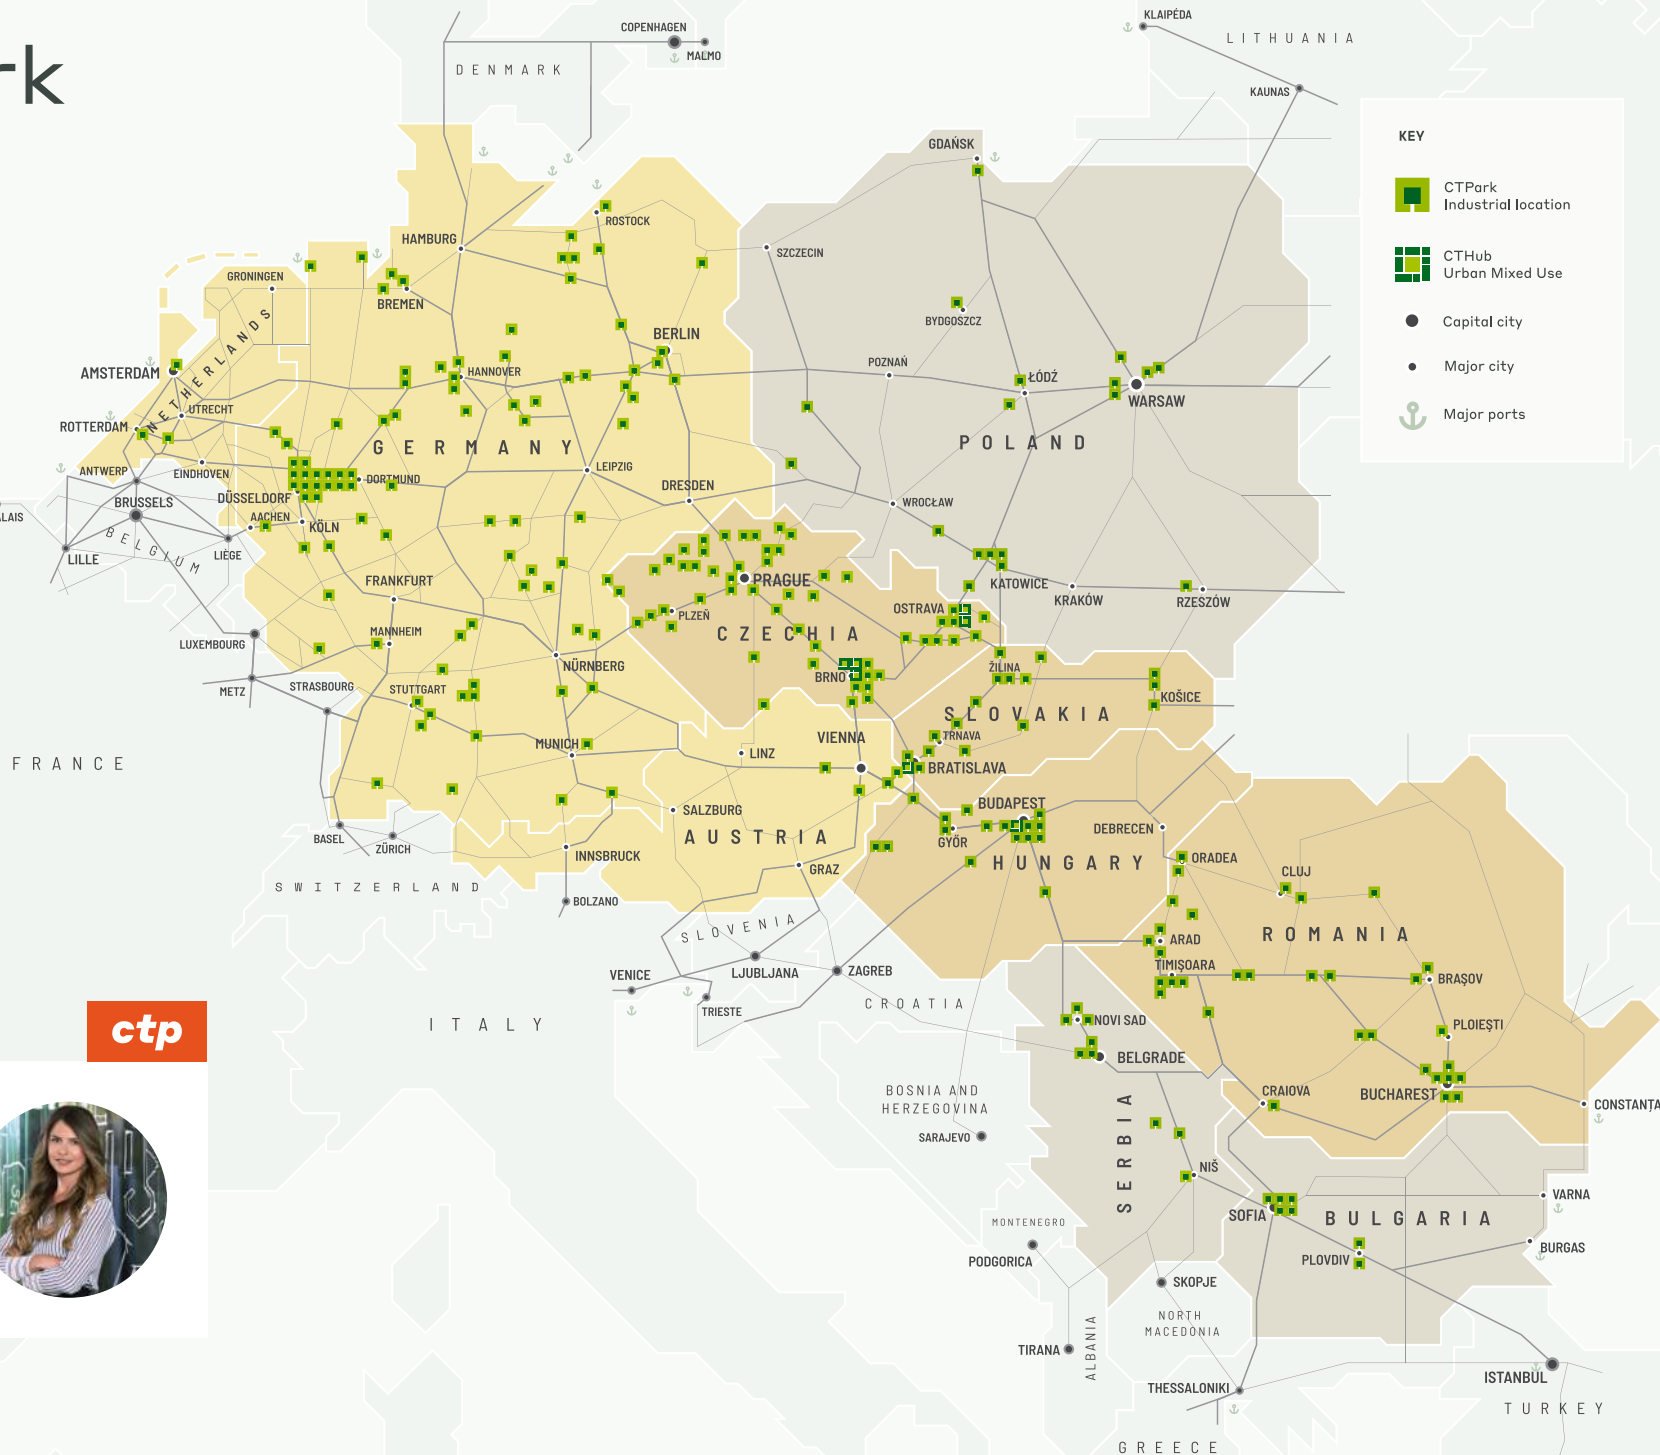 rk
COPENHAGEN
MALMO
DENMARK
KLAIPÉDA
LITHUANIA
KAUNAS
KEY
CTPark
Industrial location
CTHub
Urban Mixed Use
Capital city
Major city
Major ports
GDAŃSK
ROSTOCK
HAMBURG
SZCZECIN
GRONINGEN
BREMEN
BYDGOSZCZ
BERLIN
NETHERLANDS
AMSTERDAM
HANNOVER
POZNAŃ
ŁÓDŹ
WARSAW
UTRECHT
ROTTERDAM
GERMANY
POLAND
ANTWERP
EINDHOVEN
DORTMUND
LEIPZIG
DRESDEN
BRUSSELS
DÜSSELDORF
WROCŁAW
ALAIS
AACHEN
KÖLN
BELGIUM
LIÈGE
LILLE
FRANKFURT
PRAGUE
KATOWICE
KRAKÓW
RZESZÓW
OSTRAVA
PLZEŇ
CZECHIA
LUXEMBOURG
MANNHEIM
NÜRNBERG
ŽILINA
BRNO
METZ
STRASBOURG
STUTTGART
KOŠICE
SLOVAKIA
TRNAVA
VIENNA
MUNICH
LINZ
FRANCE
BRATISLAVA
BUDAPEST
SALZBURG
DEBRECEN
AUSTRIA
BASEL
ZÜRICH
GYŐR
HUNGARY
INNSBRUCK
GRAZ
ORADEA
CLUJ
SWITZERLAND
BOLZANO
SLOVENIA
ROMANIA
ARAD
TIMIŞOARA
VENICE
LJUBLJANA
ZAGREB
BRAŞOV
CROATIA
TRIESTE
ITALY
NOVI SAD
PLOIEŞTI
ctp
BELGRADE
BOSNIA AND
HERZEGOVINA
CRAIOVA
BUCHAREST
CONSTANȚA
SARAJEVO
SERBIA
NIŠ
VARNA
MONTENEGRO
SOFIA
BULGARIA
PODGORICA
PLOVDIV
BURGAS
SKOPJE
NORTH
MACEDONIA
TIRANA
ALBANIA
THESSALONIKI
ISTANBUL
TURKEY
GREECE